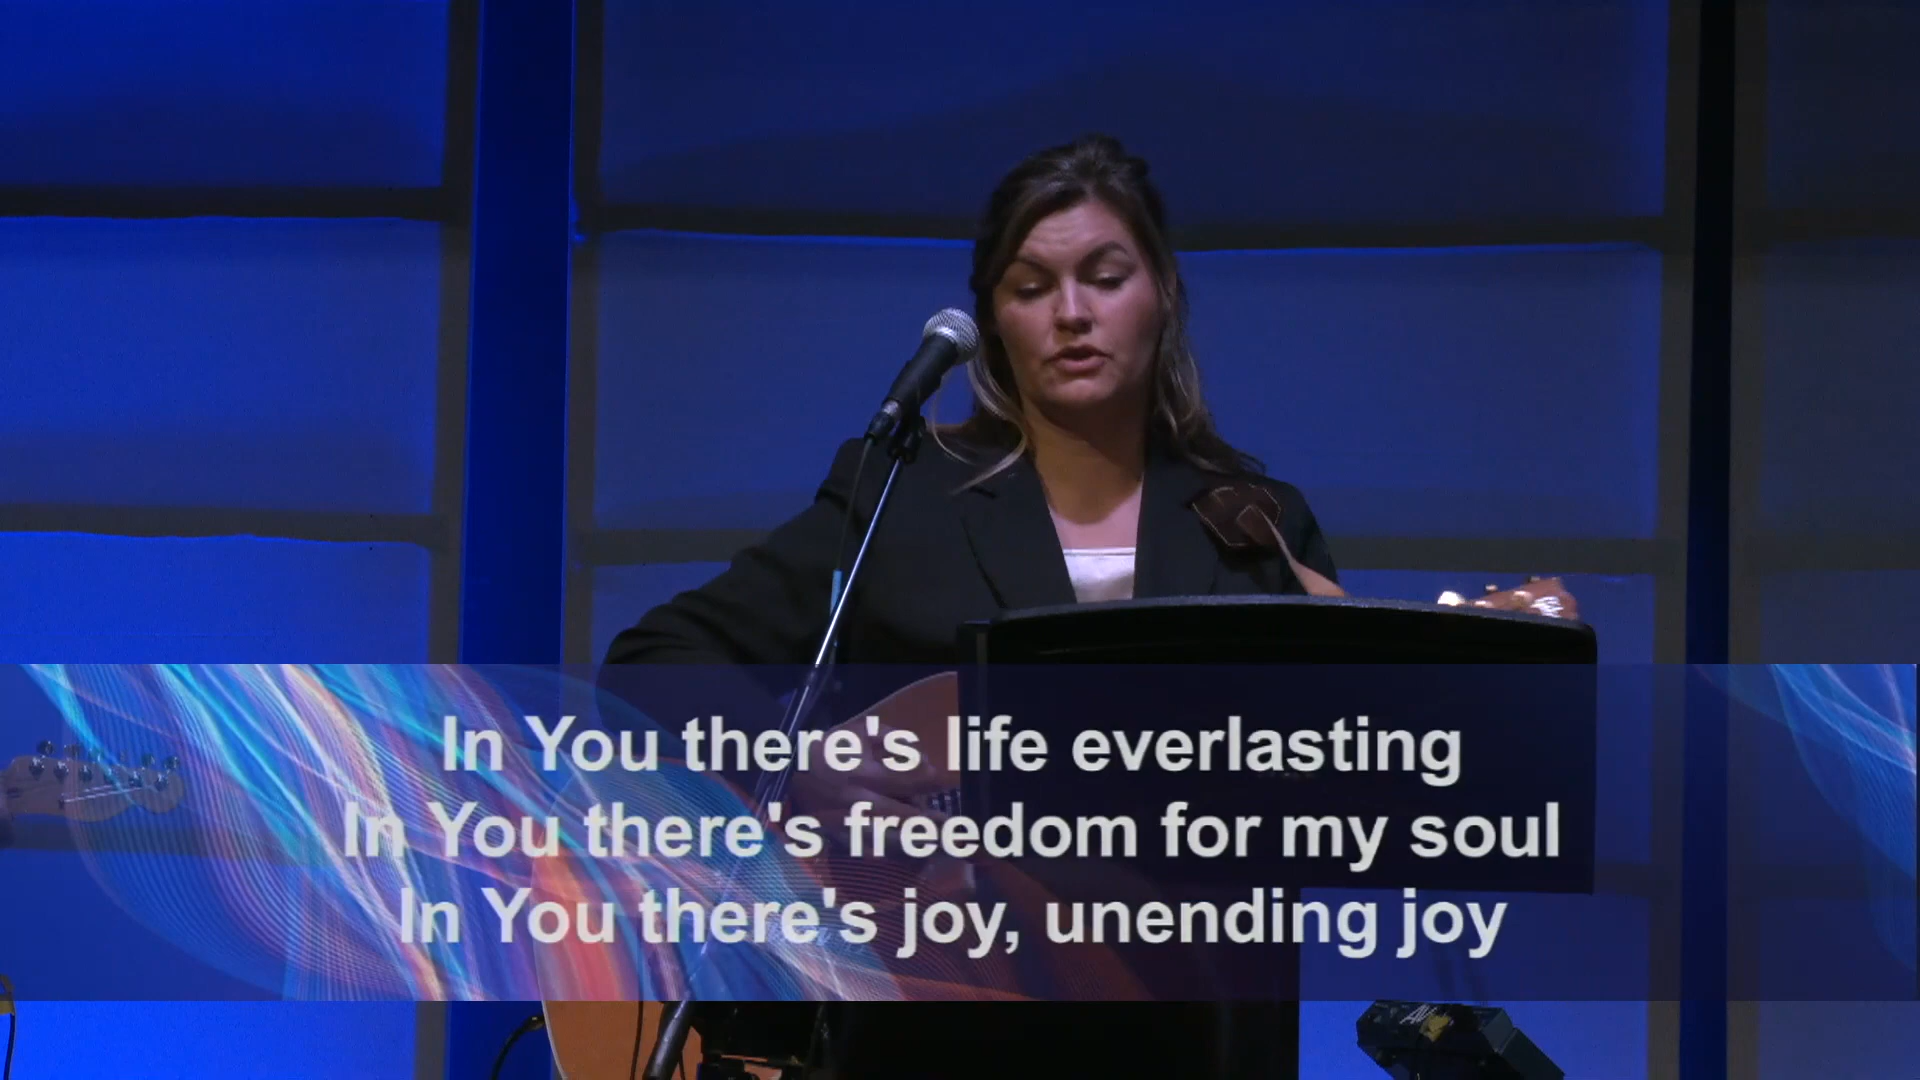 In You there's life everlasting
In You there's freedom for my soul
In You there's joy, unending joy